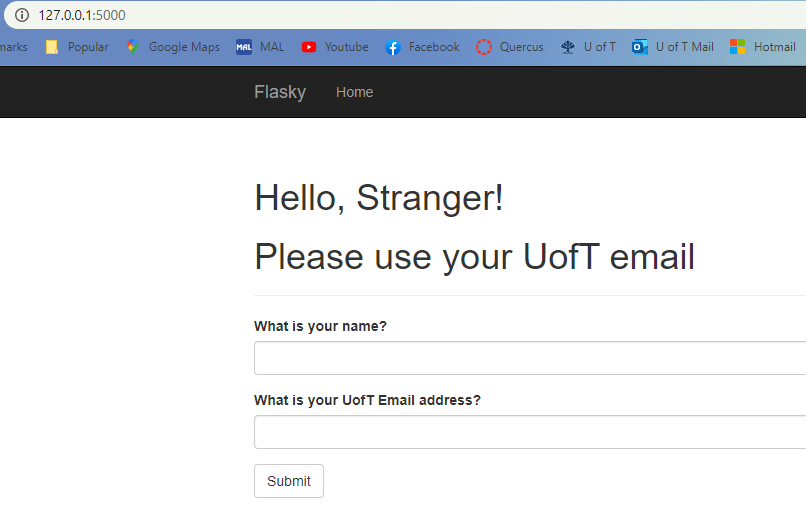 127.0.0.1:5000
marks Popular Google Maps MAL MAL Youtube Facebook Quercus U of T U of T Mail Hotmail
Flasky Home
Hello, Stranger!
Please use your UofT email
What is your name?
What is your UofT Email address?
Submit